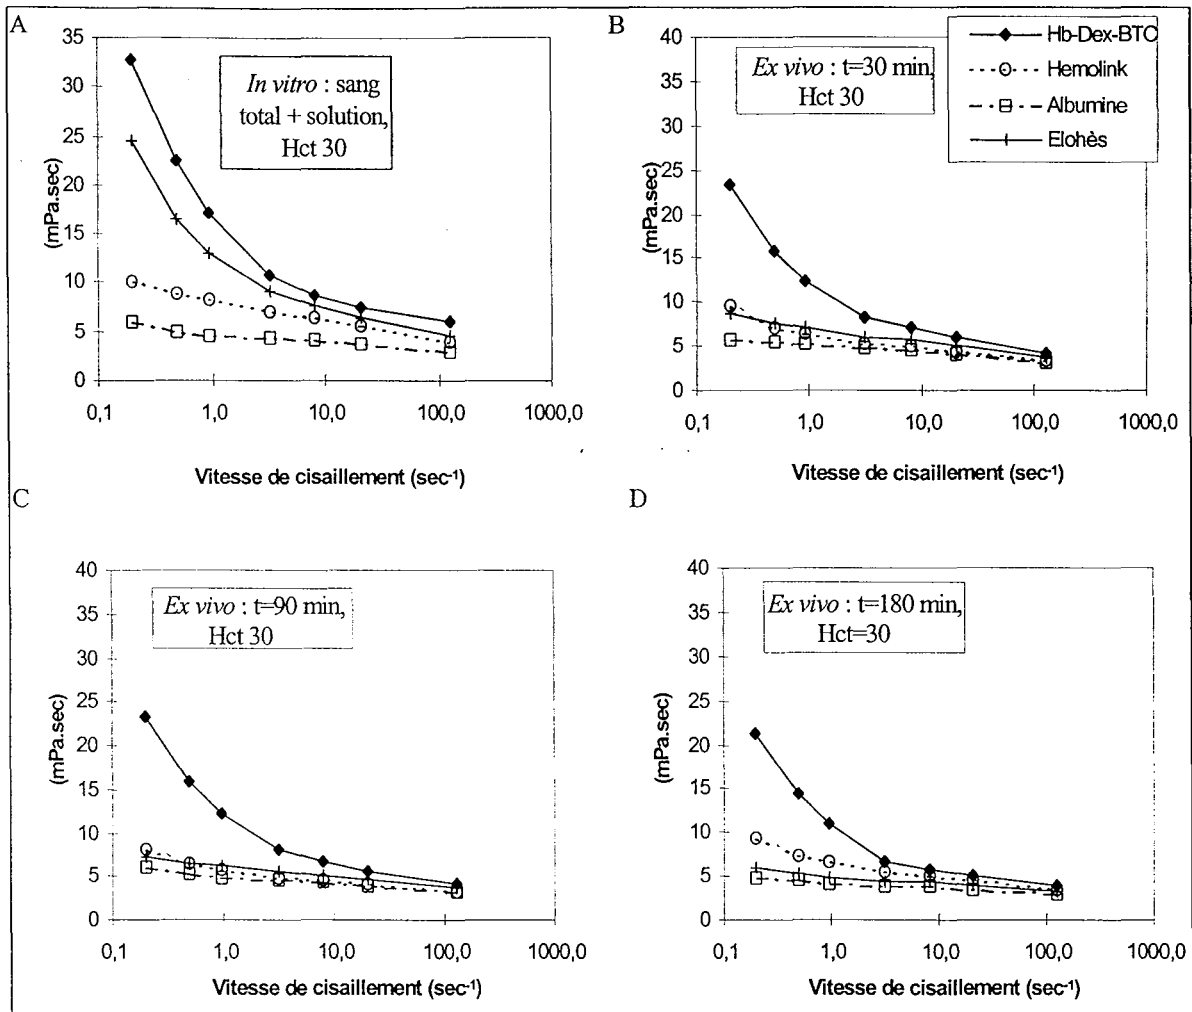 A
35
30
25
20
15
10
5
0
(mPa.sec)
In vitro : sang
total + solution,
Hct 30
0,1 1,0 10,0 100,0 1000,0
Vitesse de cisaillement (sec-1)
B
40
35
30
25
20
15
10
5
0
(mPa.sec)
Ex vivo : t=30 min,
Hct 30
Hb-Dex-BTC
Hemolink
Albumine
Elohès
0,1 1,0 10,0 100,0 1000,0
Vitesse de cisaillement (sec-1)
C
40
35
30
25
20
15
10
5
0
(mPa.sec)
Ex vivo : t=90 min,
Hct 30
0,1 1,0 10,0 100,0 1000,0
Vitesse de cisaillement (sec-1)
D
40
35
30
25
20
15
10
5
0
(mPa.sec)
Ex vivo : t=180 min,
Hct=30
0,1 1,0 10,0 100,0 1000,0
Vitesse de cisaillement (sec-1)